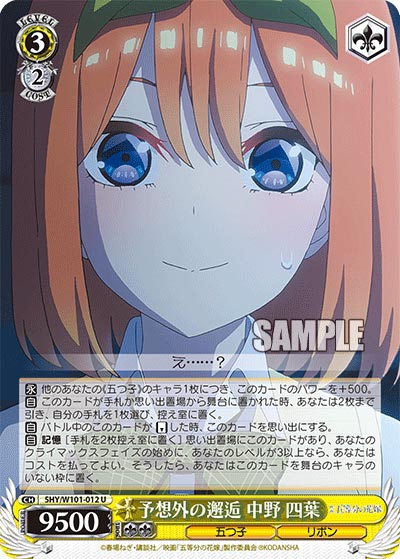 LEVEL
3
2
COST
SAMPLE
え……？
永 他のあなたの《五つ子》のキャラ1枚につき、このカードのパワーを＋500。
自 このカードが手札か思い出置場から舞台に置かれた時、あなたは2枚まで引き、自分の手札を1枚選び、控え室に置く。
自 バトル中のこのカードが した時、このカードを思い出にする。
自 記憶 ［手札を2枚控え室に置く］ 思い出置場にこのカードがあり、あなたのクライマックスフェイズの始めに、あなたのレベルが3以上なら、あなたはコストを払ってよい。そうしたら、あなたはこのカードを舞台のキャラのいない枠に置く。
CH
5HY/W101-012 U
予想外の邂逅 中野 四葉
五等分の花嫁
POWER
9500
五つ子
リボン
©春場ねぎ・講談社／映画「五等分の花嫁」製作委員会 ©KODANSHA